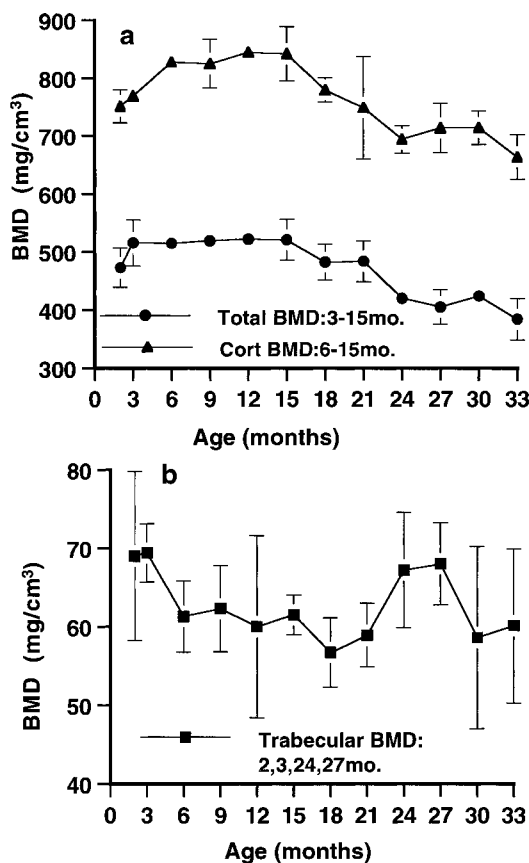 a
900
800
700
600
500
400
300
BMD (mg/cm³)
Total BMD:3-15mo.
Cort BMD:6-15mo.
0 3 6 9 12 15 18 21 24 27 30 33
Age (months)
b
80
70
60
50
40
BMD (mg/cm³)
Trabecular BMD:
2,3,24,27mo.
0 3 6 9 12 15 18 21 24 27 30 33
Age (months)